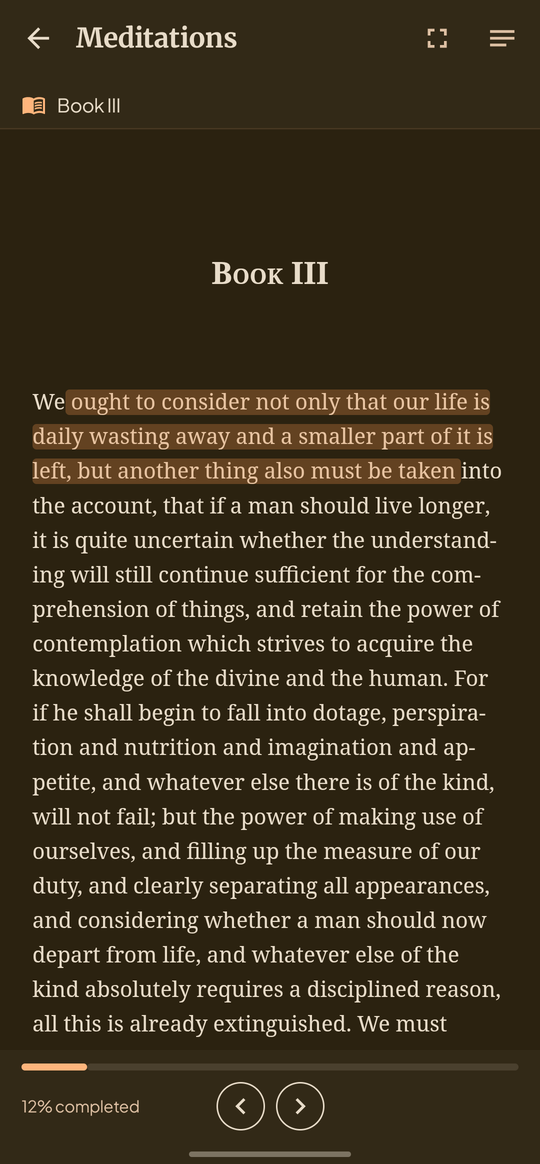 Meditations
Book III
Book III
We ought to consider not only that our life is
daily wasting away and a smaller part of it is
left, but another thing also must be taken into
the account, that if a man should live longer,
it is quite uncertain whether the understand-
ing will still continue sufficient for the com-
prehension of things, and retain the power of
contemplation which strives to acquire the
knowledge of the divine and the human. For
if he shall begin to fall into dotage, perspira-
tion and nutrition and imagination and ap-
petite, and whatever else there is of the kind,
will not fail; but the power of making use of
ourselves, and filling up the measure of our
duty, and clearly separating all appearances,
and considering whether a man should now
depart from life, and whatever else of the
kind absolutely requires a disciplined reason,
all this is already extinguished. We must
12% completed